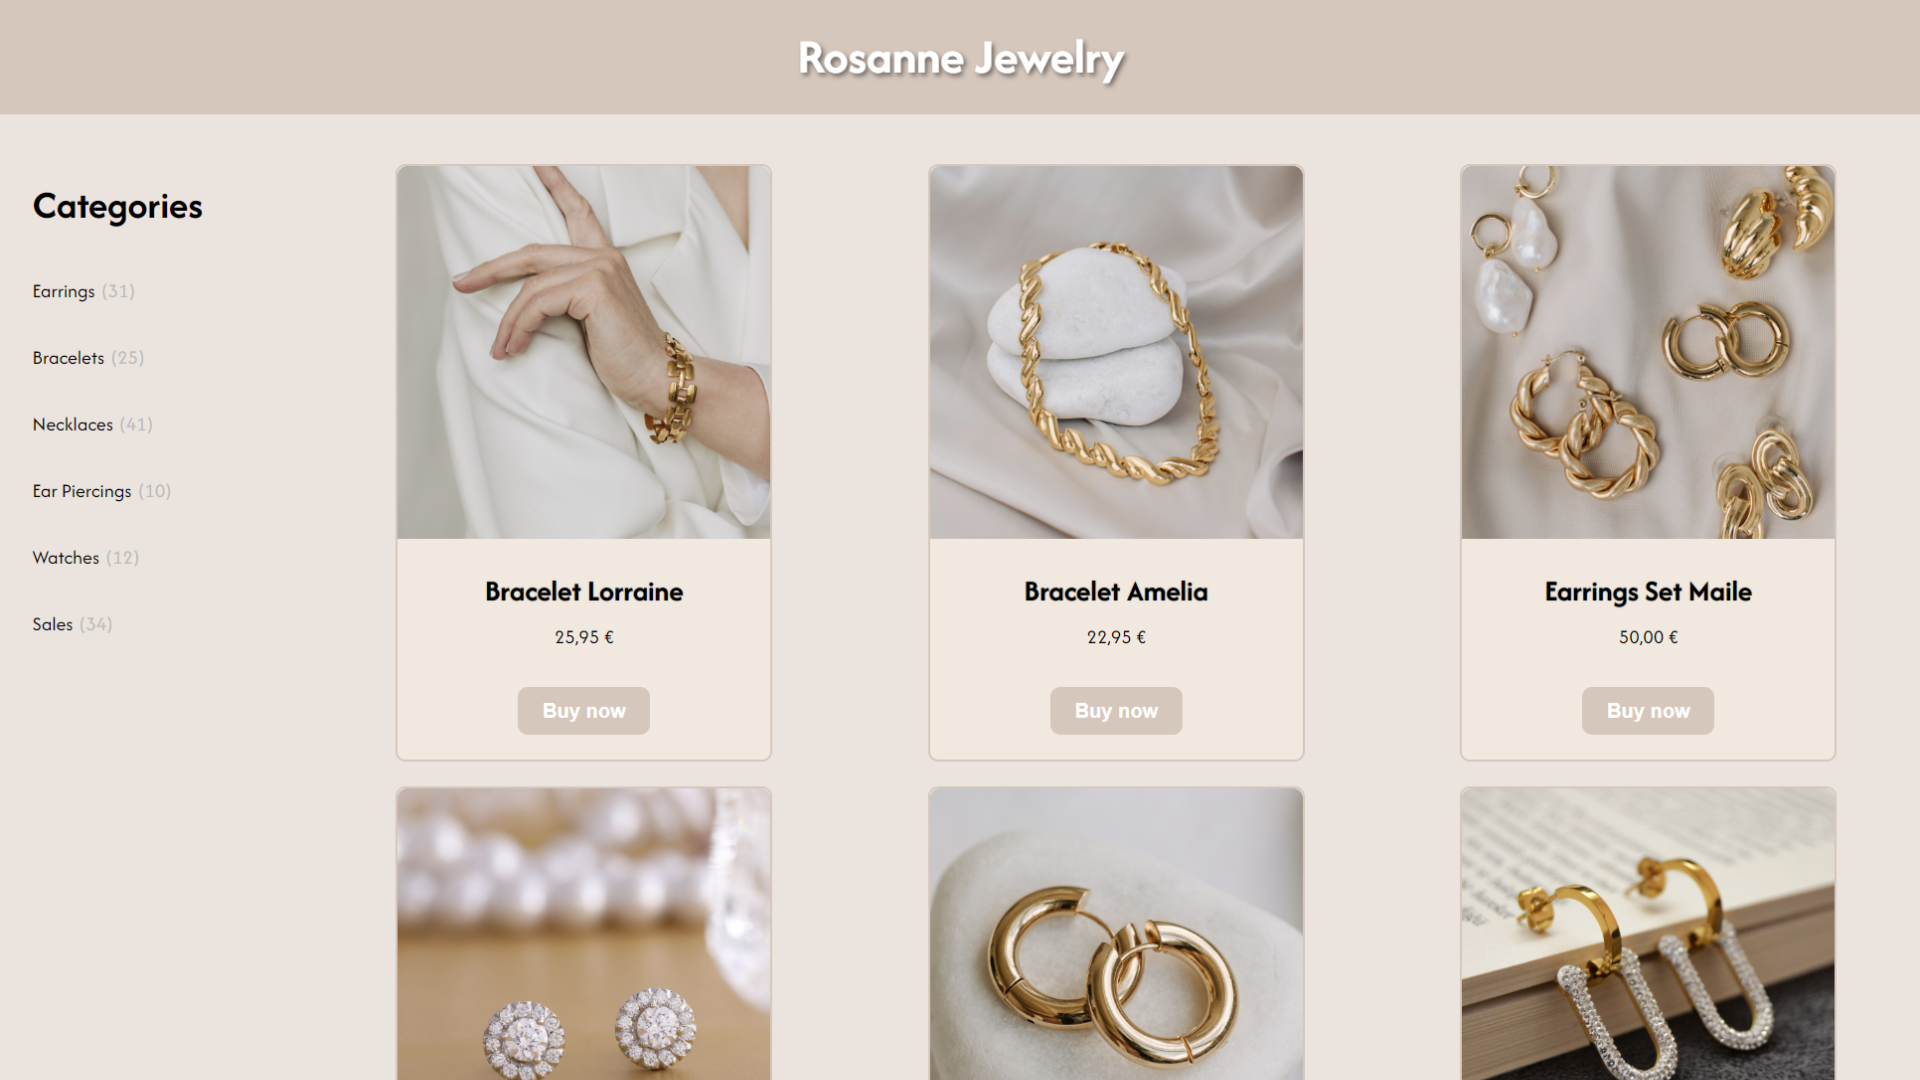 Rosanne Jewelry
Categories
Earrings (31)
Bracelets (25)
Necklaces (41)
Ear Piercings (10)
Watches (12)
Sales (34)
Bracelet Lorraine
25,95 €
Buy now
Bracelet Amelia
22,95 €
Buy now
Earrings Set Maile
50,00 €
Buy now